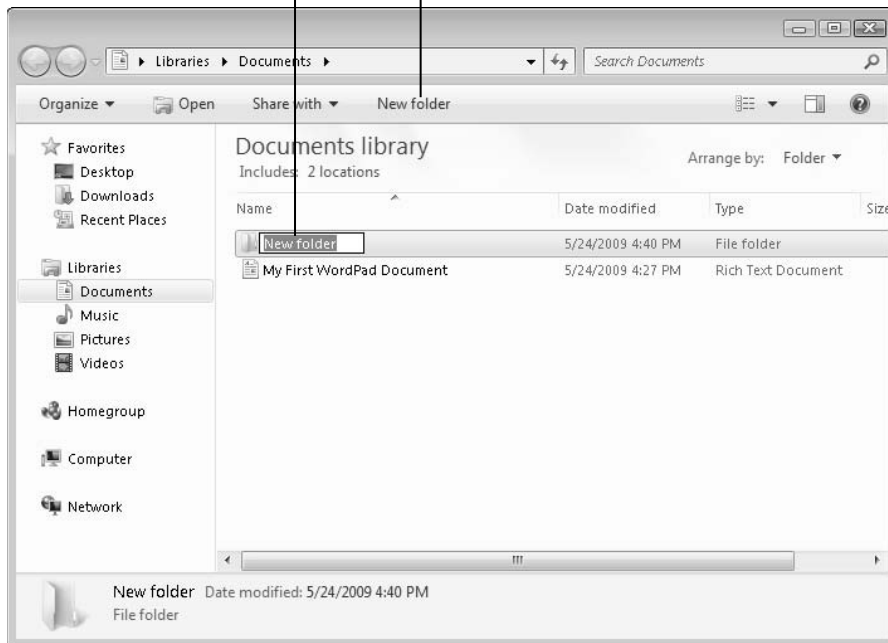 Libraries Documents Search Documents
Organize Open Share with New folder
Favorites
Desktop
Downloads
Recent Places
Libraries
Documents
Music
Pictures
Videos
Homegroup
Computer
Network
Documents library
Includes: 2 locations
Arrange by: Folder
Name Date modified Type Size
New folder 5/24/2009 4:40 PM File folder
My First WordPad Document 5/24/2009 4:27 PM Rich Text Document
New folder Date modified: 5/24/2009 4:40 PM
File folder